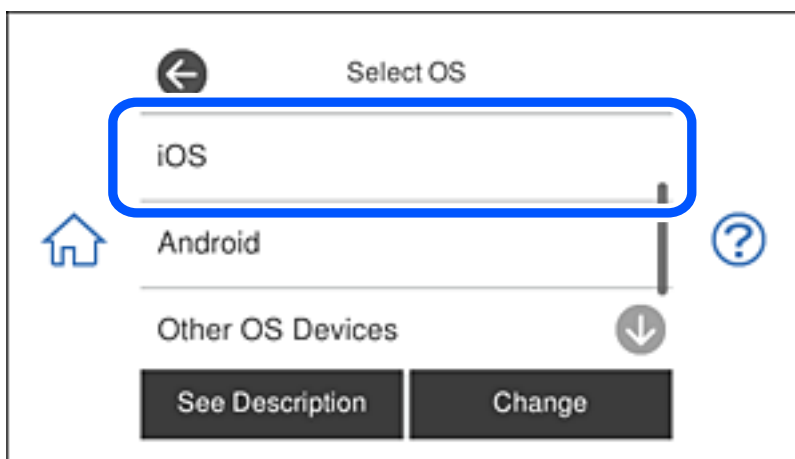 Select OS
iOS
Android
Other OS Devices
See Description
Change